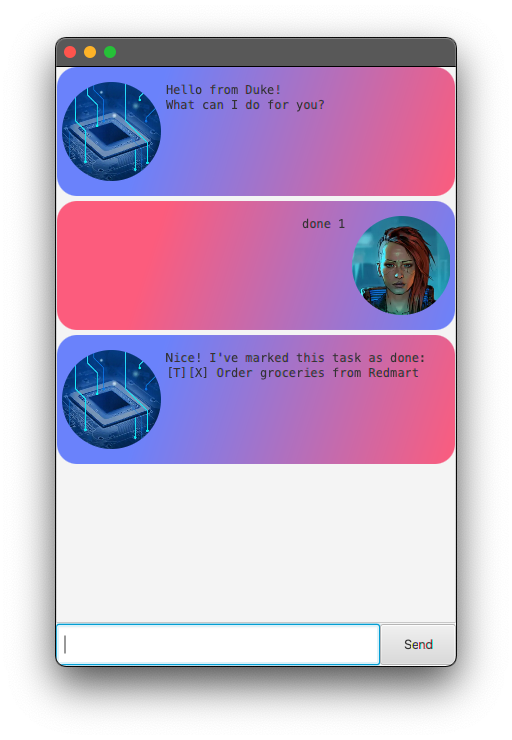 Hello from Duke!
What can I do for you?
done 1
Nice! I've marked this task as done:
[T][X] Order groceries from Redmart
Send